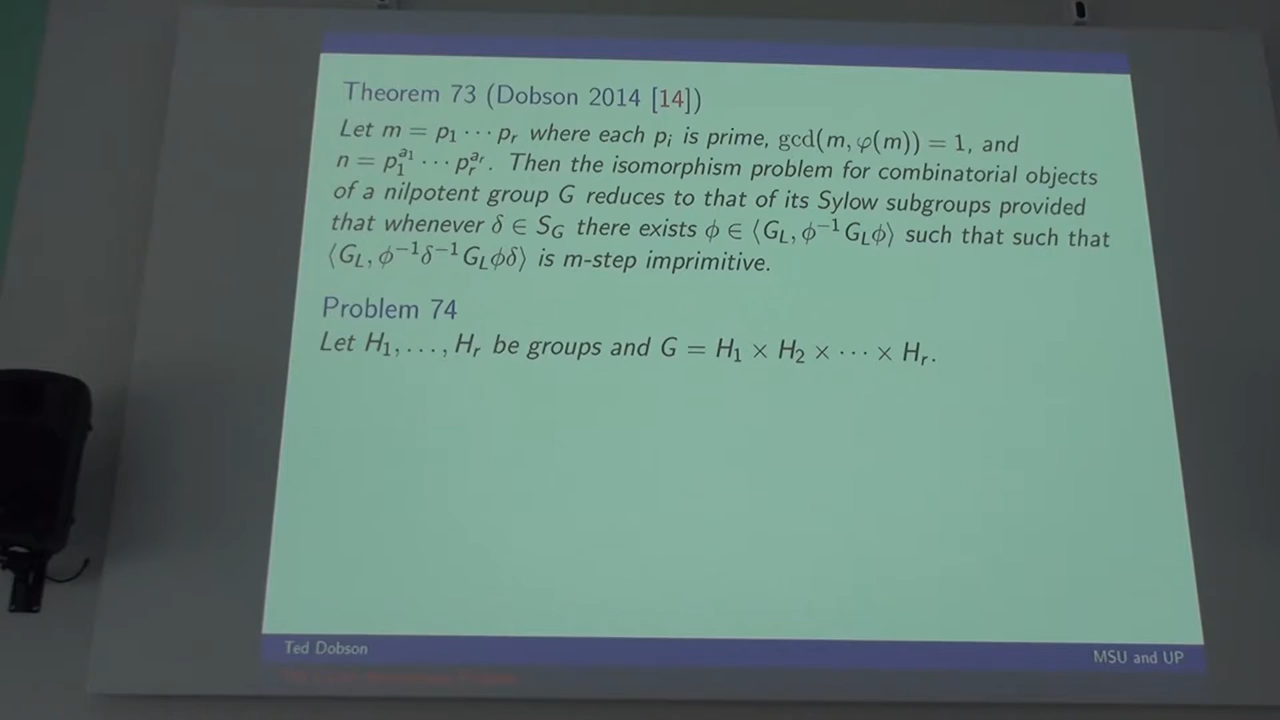 Theorem 73 (Dobson 2014 [14])
Let m = p₁ ⋯ pᵣ where each pᵢ is prime, gcd(m, φ(m)) = 1, and
n = p₁^{a₁} ⋯ pᵣ^{aᵣ}. Then the isomorphism problem for combinatorial objects
of a nilpotent group G reduces to that of its Sylow subgroups provided
that whenever δ ∈ S_G there exists ϕ ∈ ⟨G_L, ϕ⁻¹G_Lϕ⟩ such that such that
⟨G_L, ϕ⁻¹δ⁻¹G_Lϕδ⟩ is m-step imprimitive.
Problem 74
Let H₁, …, Hᵣ be groups and G = H₁ × H₂ × ⋯ × Hᵣ.
Ted Dobson
MSU and UP